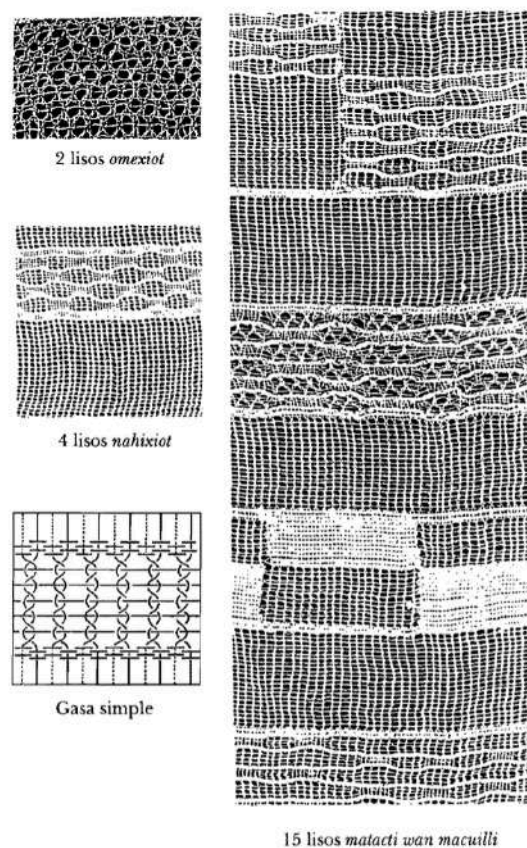 2 lisos omexiot
4 lisos nahixiot
Gasa simple
15 lisos matacti wan macuilli